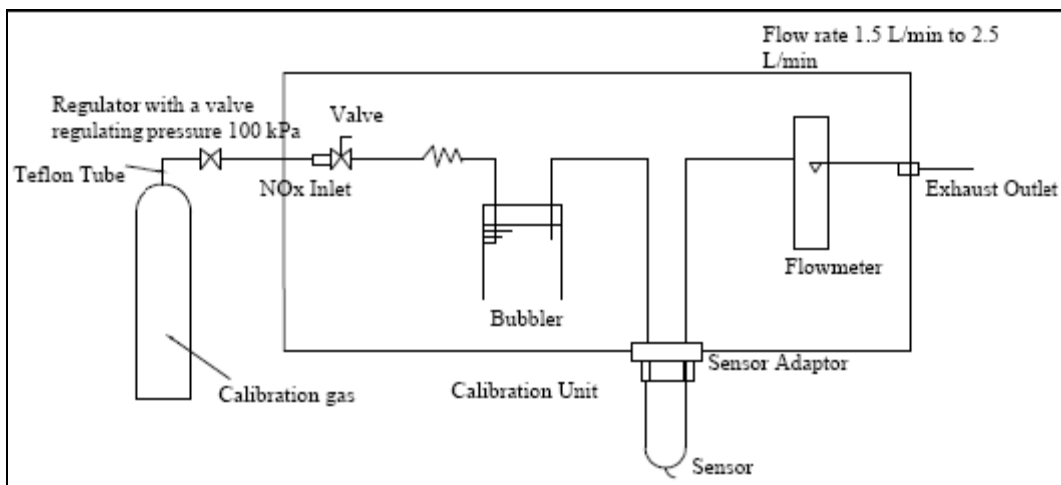 Flow rate 1.5 L/min to 2.5
L/min
Regulator with a valve
regulating pressure 100 kPa
Valve
Teflon Tube
NOx Inlet
Exhaust Outlet
Flowmeter
Bubbler
Sensor Adaptor
Calibration gas
Calibration Unit
Sensor